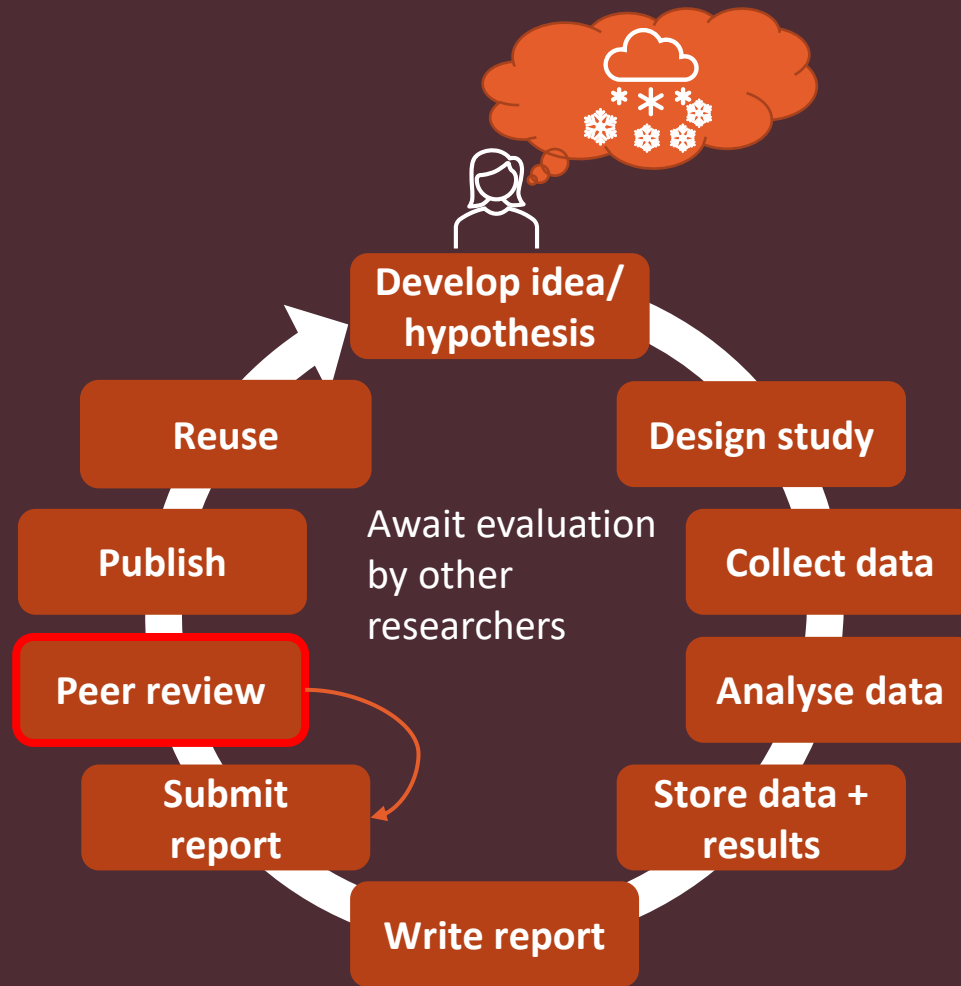 Develop idea/
hypothesis
Design study
Collect data
Analyse data
Store data +
results
Write report
Submit
report
Peer review
Publish
Reuse
Await evaluation
by other
researchers